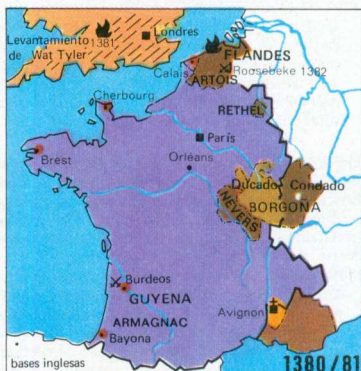 Levantamiento 1381
de Wat Tyler
Londres
FLANDES
Calais
Roosebeke 1382
ARTOIS
Cherbourg
RETHEL
París
Brest
Orléans
Ducado Condado
BORGOÑA
NEVERS
Burdeos
GUYENA
ARMAGNAC
Avignon
Bayona
bases inglesas
1380/81